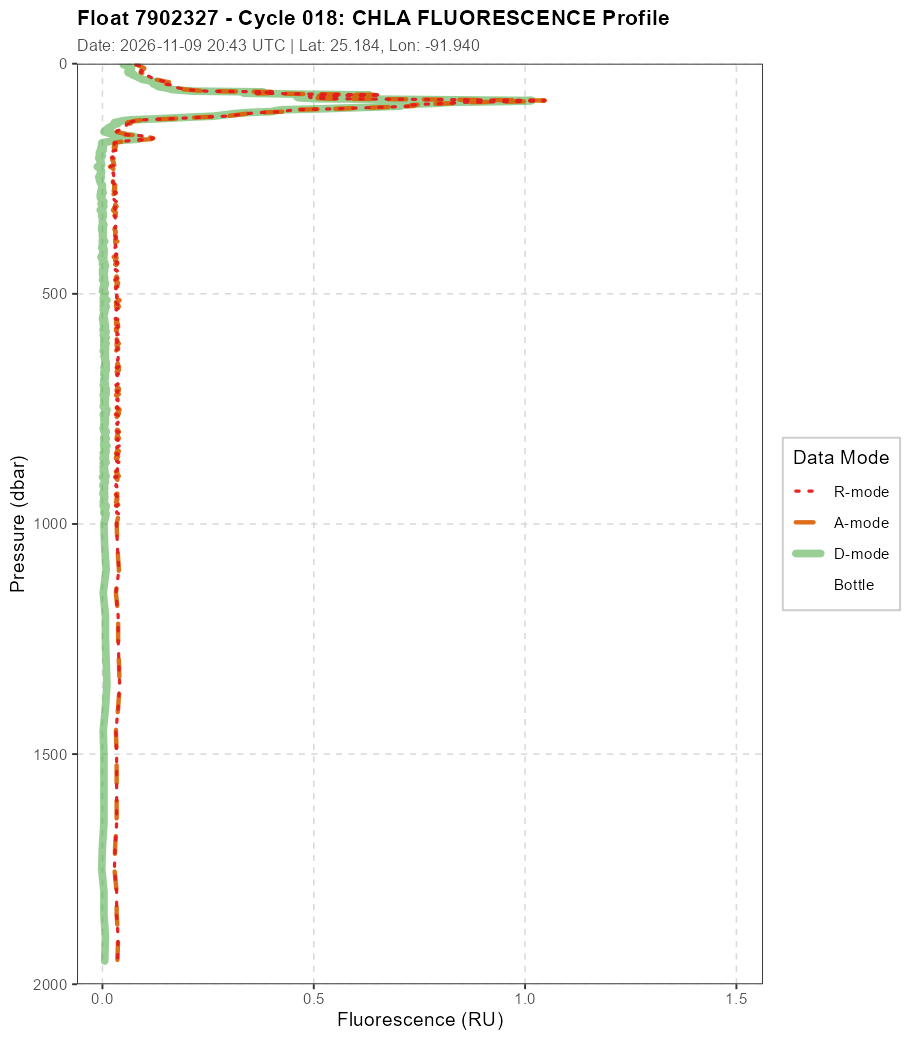 Float 7902327 - Cycle 018: CHLA FLUORESCENCE Profile
Date: 2026-11-09 20:43 UTC | Lat: 25.184, Lon: -91.940
0
500
1000
1500
2000
Pressure (dbar)
0.0
0.5
1.0
1.5
Fluorescence (RU)
Data Mode
R-mode
A-mode
D-mode
Bottle